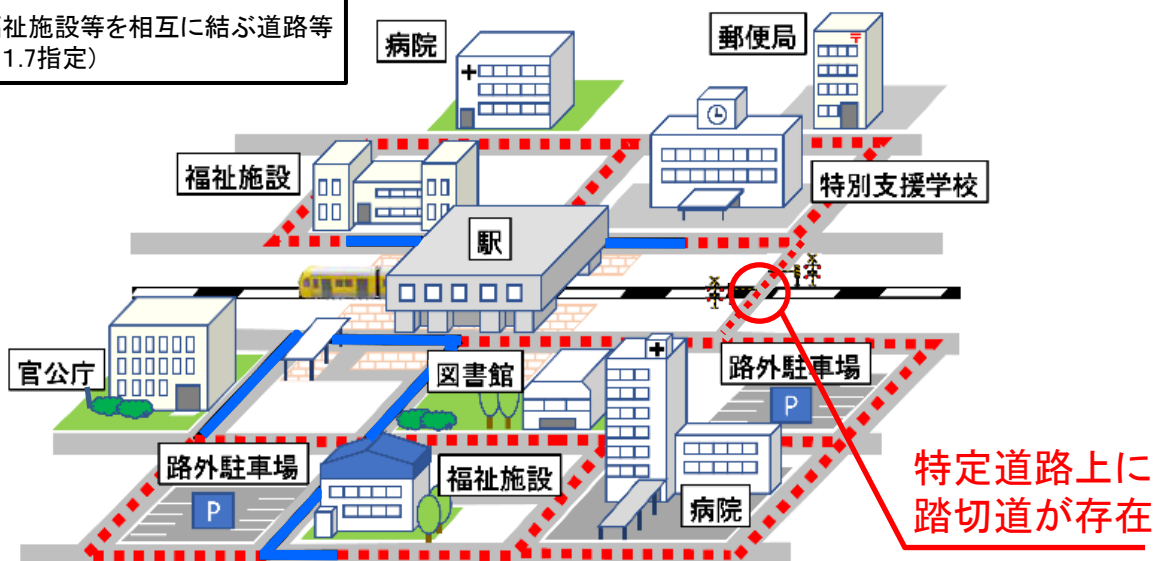 祉施設等を相互に結ぶ道路等
1.7指定）
病院
郵便局
福祉施設
特別支援学校
駅
官公庁
図書館
路外駐車場
P
路外駐車場
P
福祉施設
病院
特定道路上に
踏切道が存在